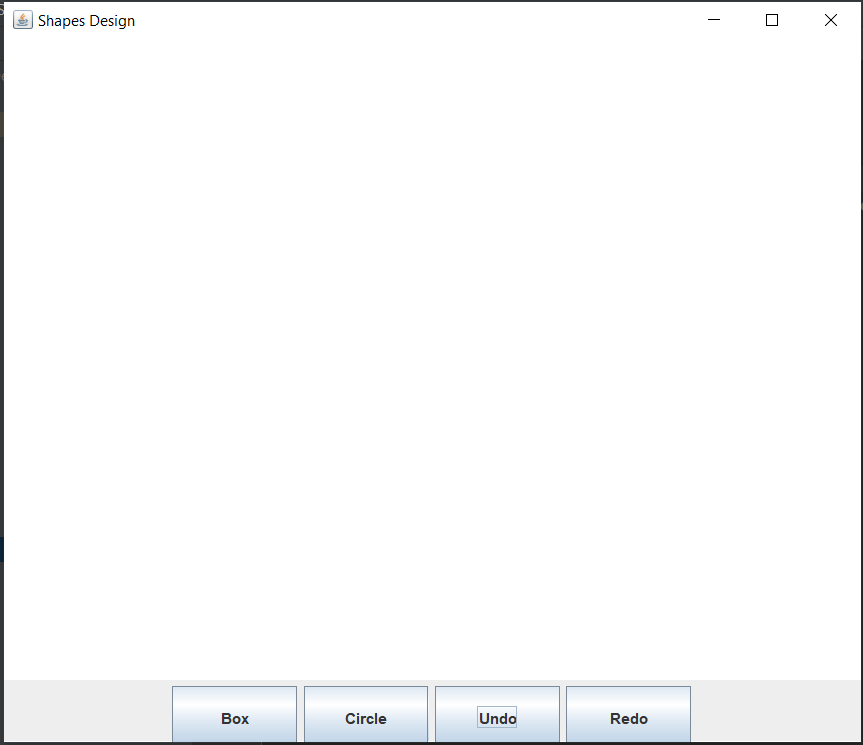 Shapes Design
Box
Circle
Undo
Redo